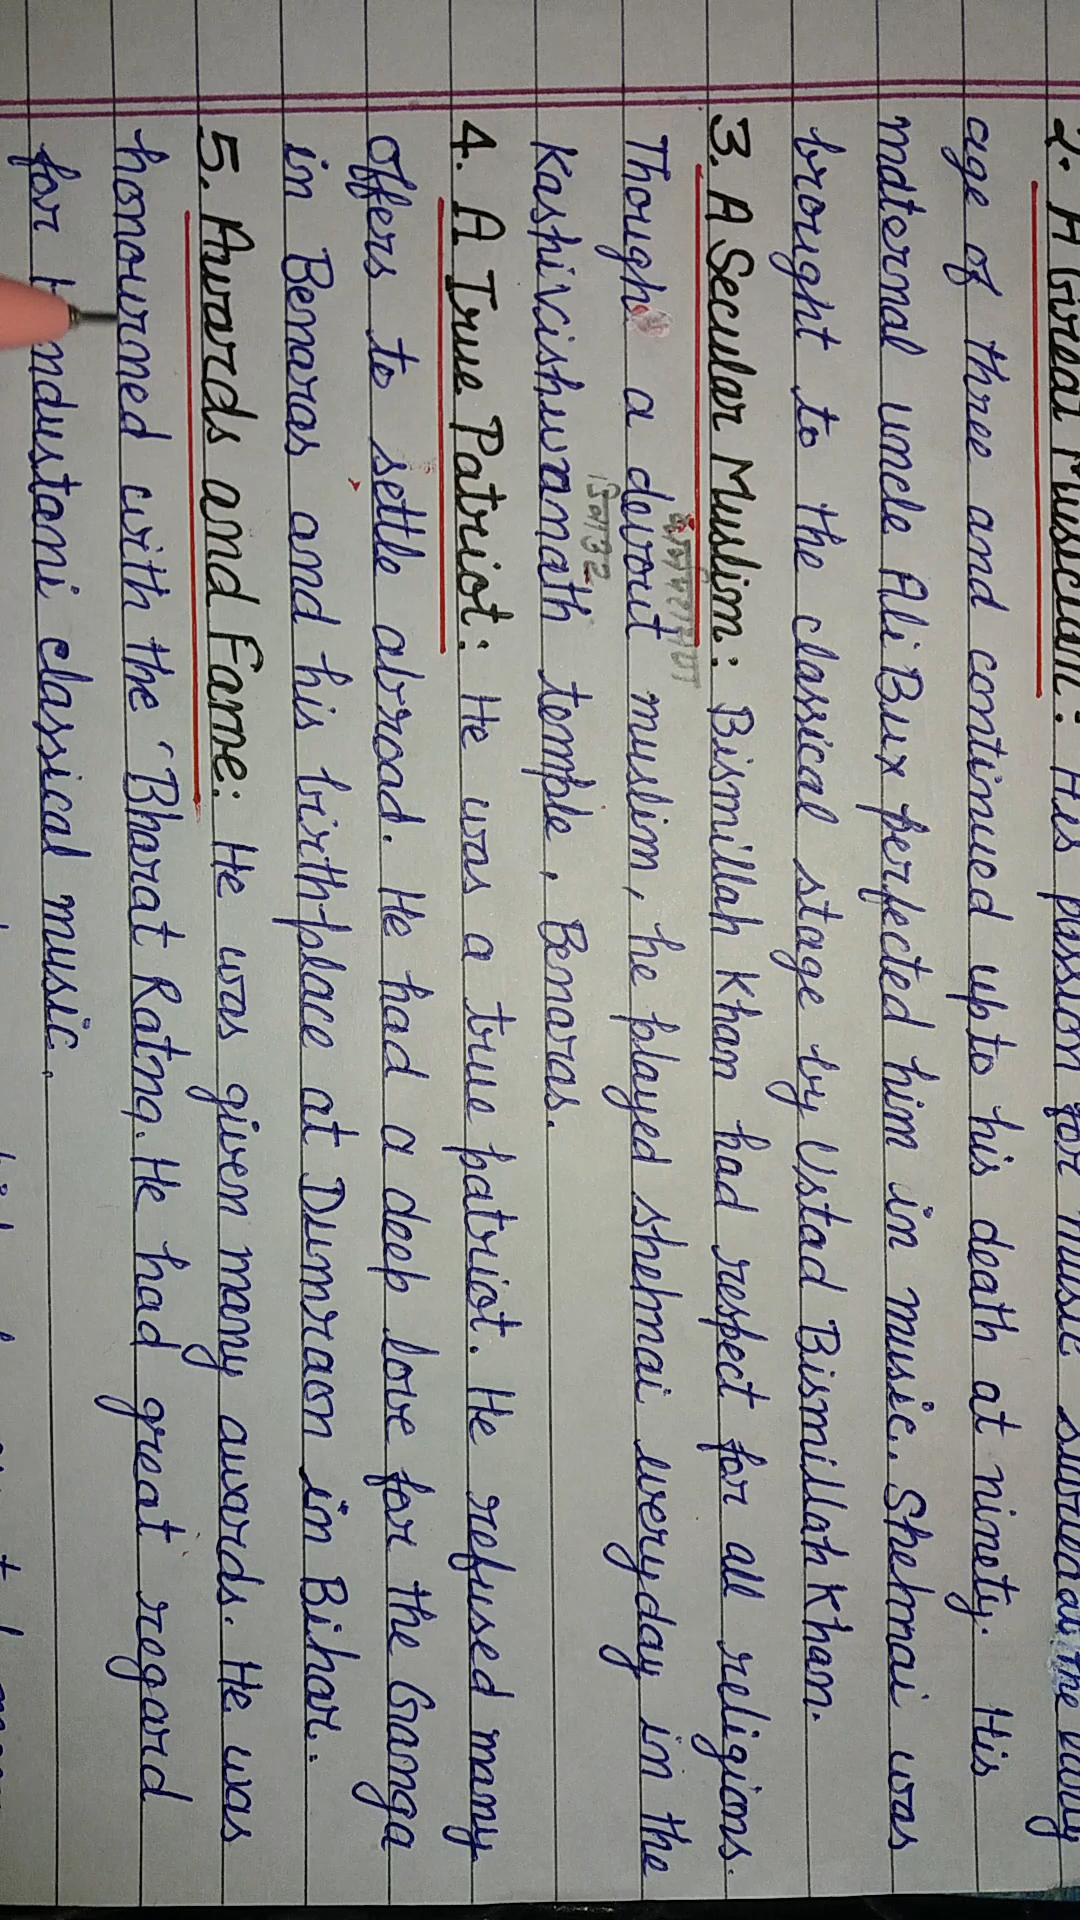 2. A Great Musician: His passion for music started at the early
age of three and continued upto his death at ninety. His
maternal uncle Ali Bux perfected him in music. Shehnai was
brought to the classical stage by Ustad Bismillah Khan.
3. A Secular Muslim: Bismillah Khan had respect for all religions.
Though a devout muslim, he played shehnai everyday in the
Kashivishwanath temple, Benaras.
4. A True Patriot: He was a true patriot. He refused many
offers to settle abroad. He had a deep love for the Ganga
in Benaras and his birth-place at Dumraon in Bihar.
5. Awards and Fame: He was given many awards. He was
honoured with the 'Bharat Ratna. He had great regard
for Hindustani classical music.